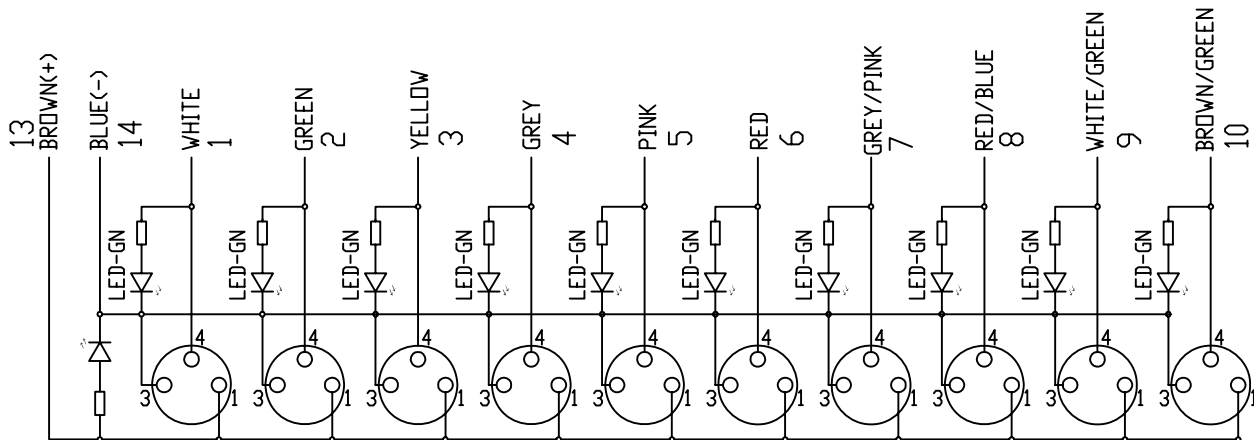 13
BROWN(+)
BLUE(-)
14
WHITE
1
GREEN
2
YELLOW
3
GREY
4
PINK
5
RED
6
GREY/PINK
7
RED/BLUE
8
WHITE/GREEN
9
BROWN/GREEN
10
LED-GN
LED-GN
LED-GN
LED-GN
LED-GN
LED-GN
LED-GN
LED-GN
LED-GN
LED-GN
4
3
1
4
3
1
4
3
1
4
3
1
4
3
1
4
3
1
4
3
1
4
3
1
4
3
1
4
3
1